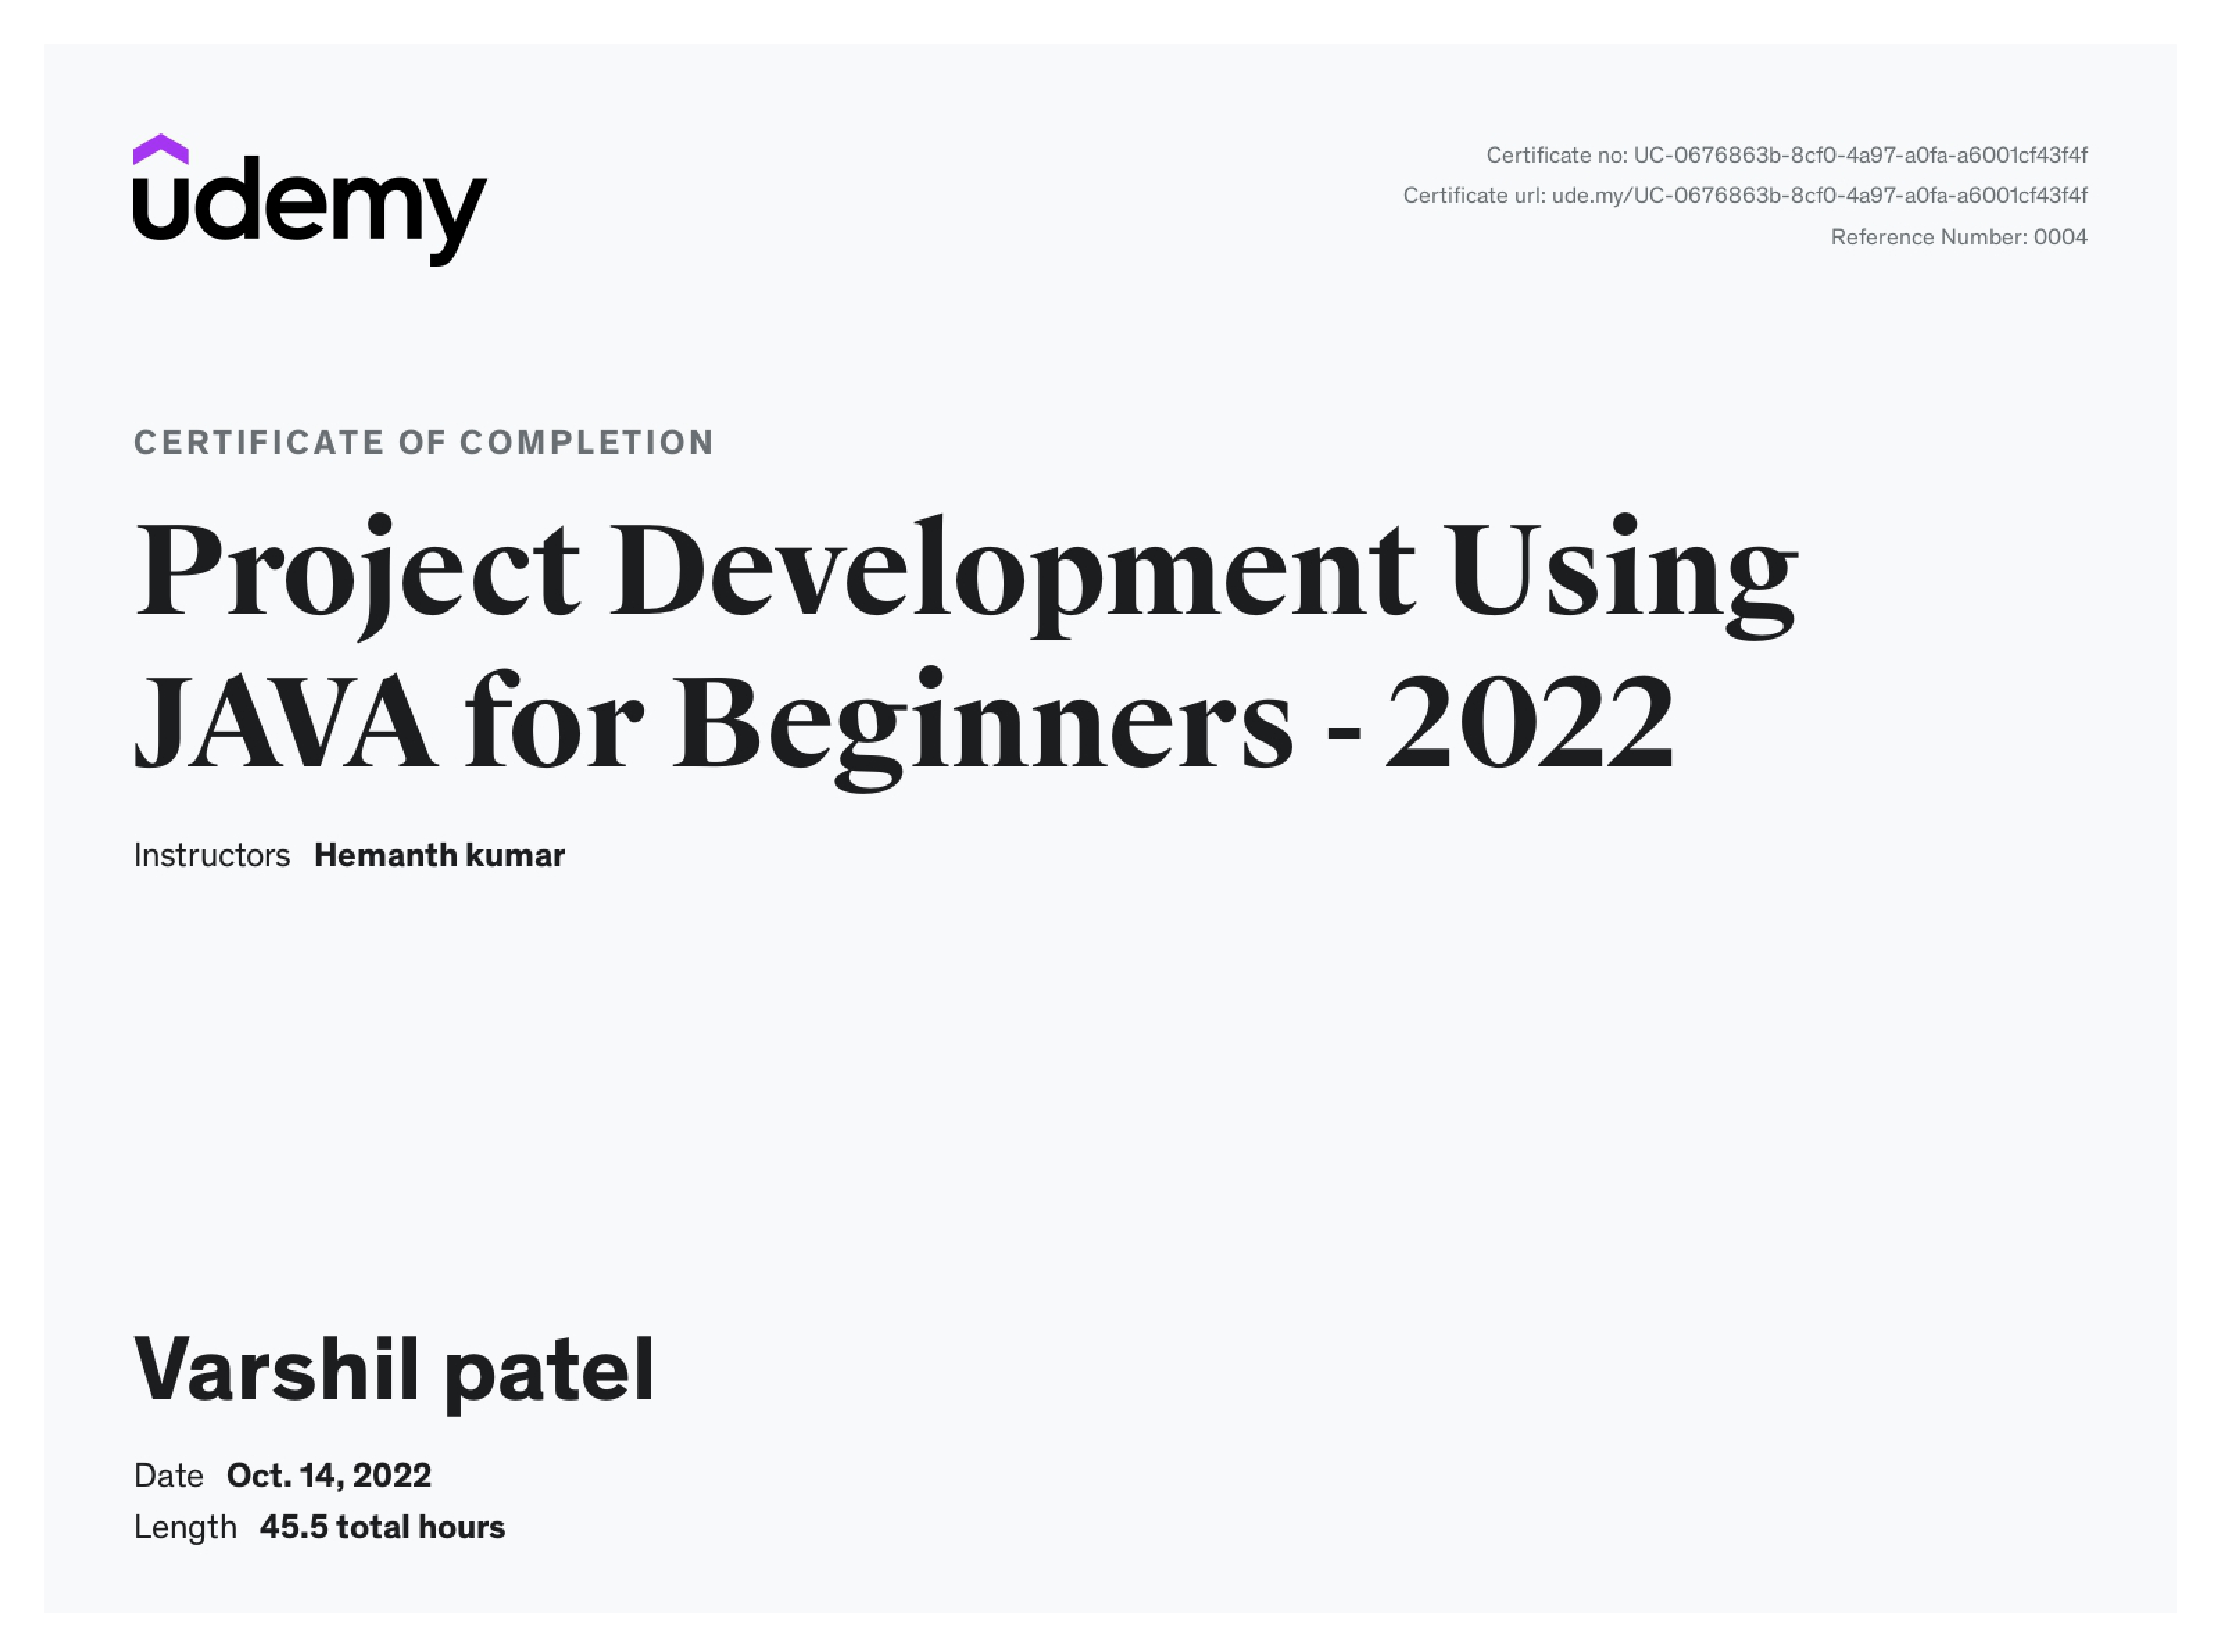 udemy
Certificate no: UC-0676863b-8cf0-4a97-a0fa-a6001cf43f4f
Certificate url: ude.my/UC-0676863b-8cf0-4a97-a0fa-a6001cf43f4f
Reference Number: 0004
CERTIFICATE OF COMPLETION
Project Development Using
JAVA for Beginners - 2022
Instructors Hemanth kumar
Varshil patel
Date Oct. 14, 2022
Length 45.5 total hours